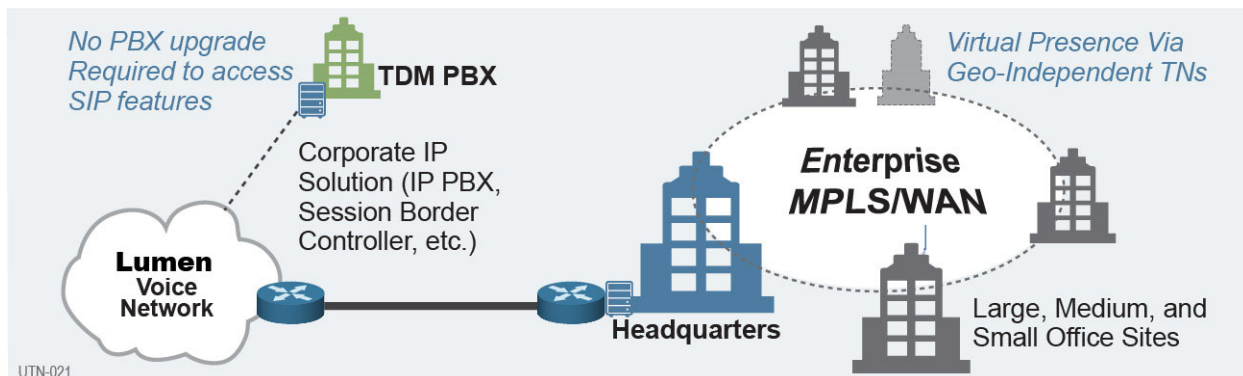 No PBX upgrade
Required to access
SIP features
TDM PBX
Corporate IP
Solution (IP PBX,
Session Border
Controller, etc.)
Lumen
Voice
Network
Headquarters
Enterprise
MPLS/WAN
Virtual Presence Via
Geo-Independent TNs
Large, Medium, and
Small Office Sites
UTN-021